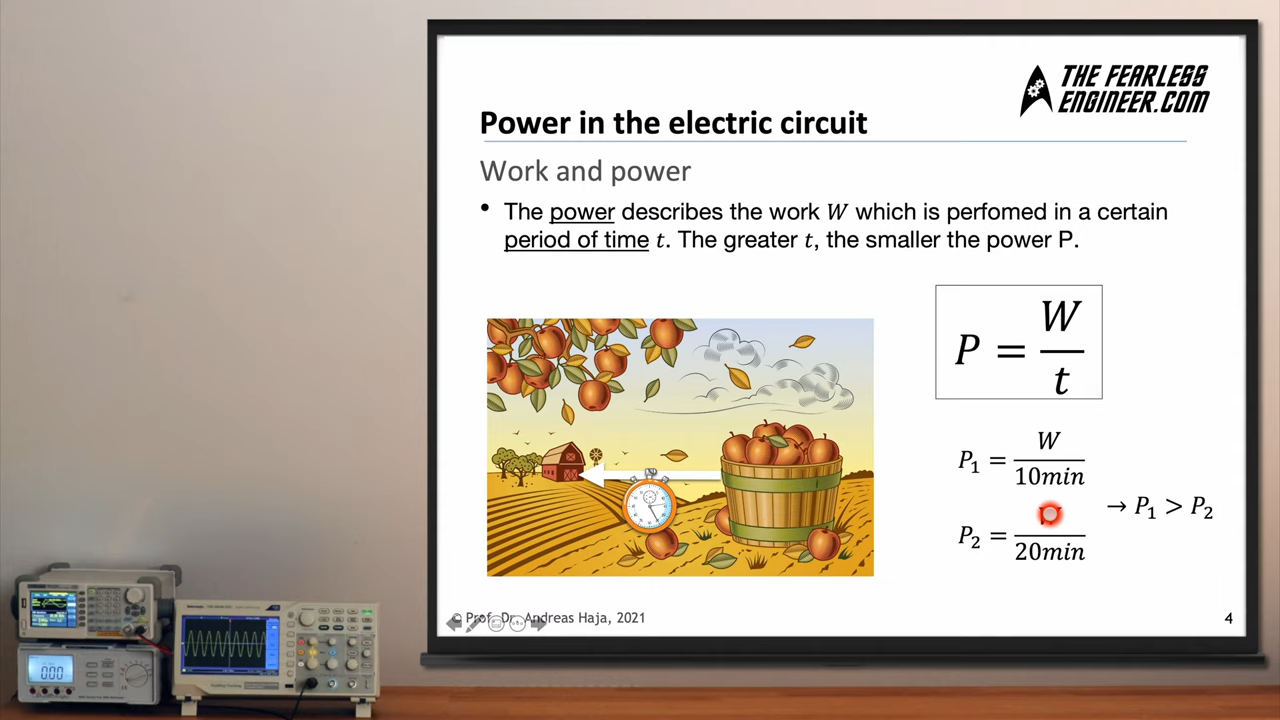 THE FEARLESS
ENGINEER.COM
Power in the electric circuit
Work and power
• The power describes the work W which is perfomed in a certain
period of time t. The greater t, the smaller the power P.
P = W/t
P₁ = W/10min
→ P₁ > P₂
P₂ = /20min
© Prof. Dr. Andreas Haja, 2021
4
0.00